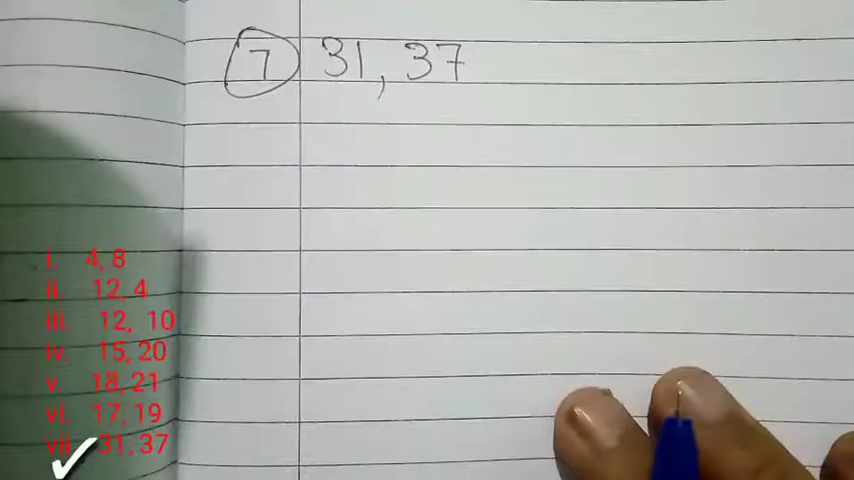 7 31, 37
i. 4, 8
ii. 12, 4
iii. 12, 10
iv. 15, 20
v. 18, 21
vi. 17, 19
vii. 31, 37